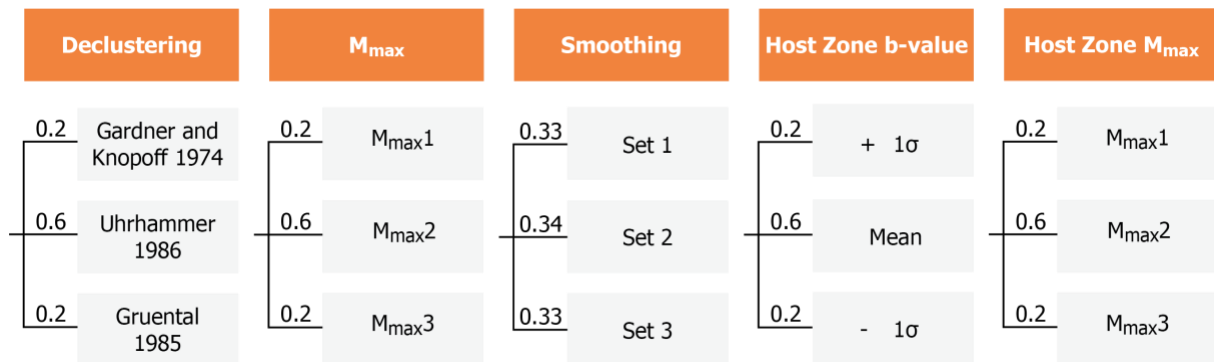 Declustering
0.2
Gardner and
Knopoff 1974
0.6
Uhrhammer
1986
0.2
Gruental
1985
Mmax
0.2
Mmax1
0.6
Mmax2
0.2
Mmax3
Smoothing
0.33
Set 1
0.34
Set 2
0.33
Set 3
Host Zone b-value
0.2
+ 1σ
0.6
Mean
0.2
- 1σ
Host Zone Mmax
0.2
Mmax1
0.6
Mmax2
0.2
Mmax3